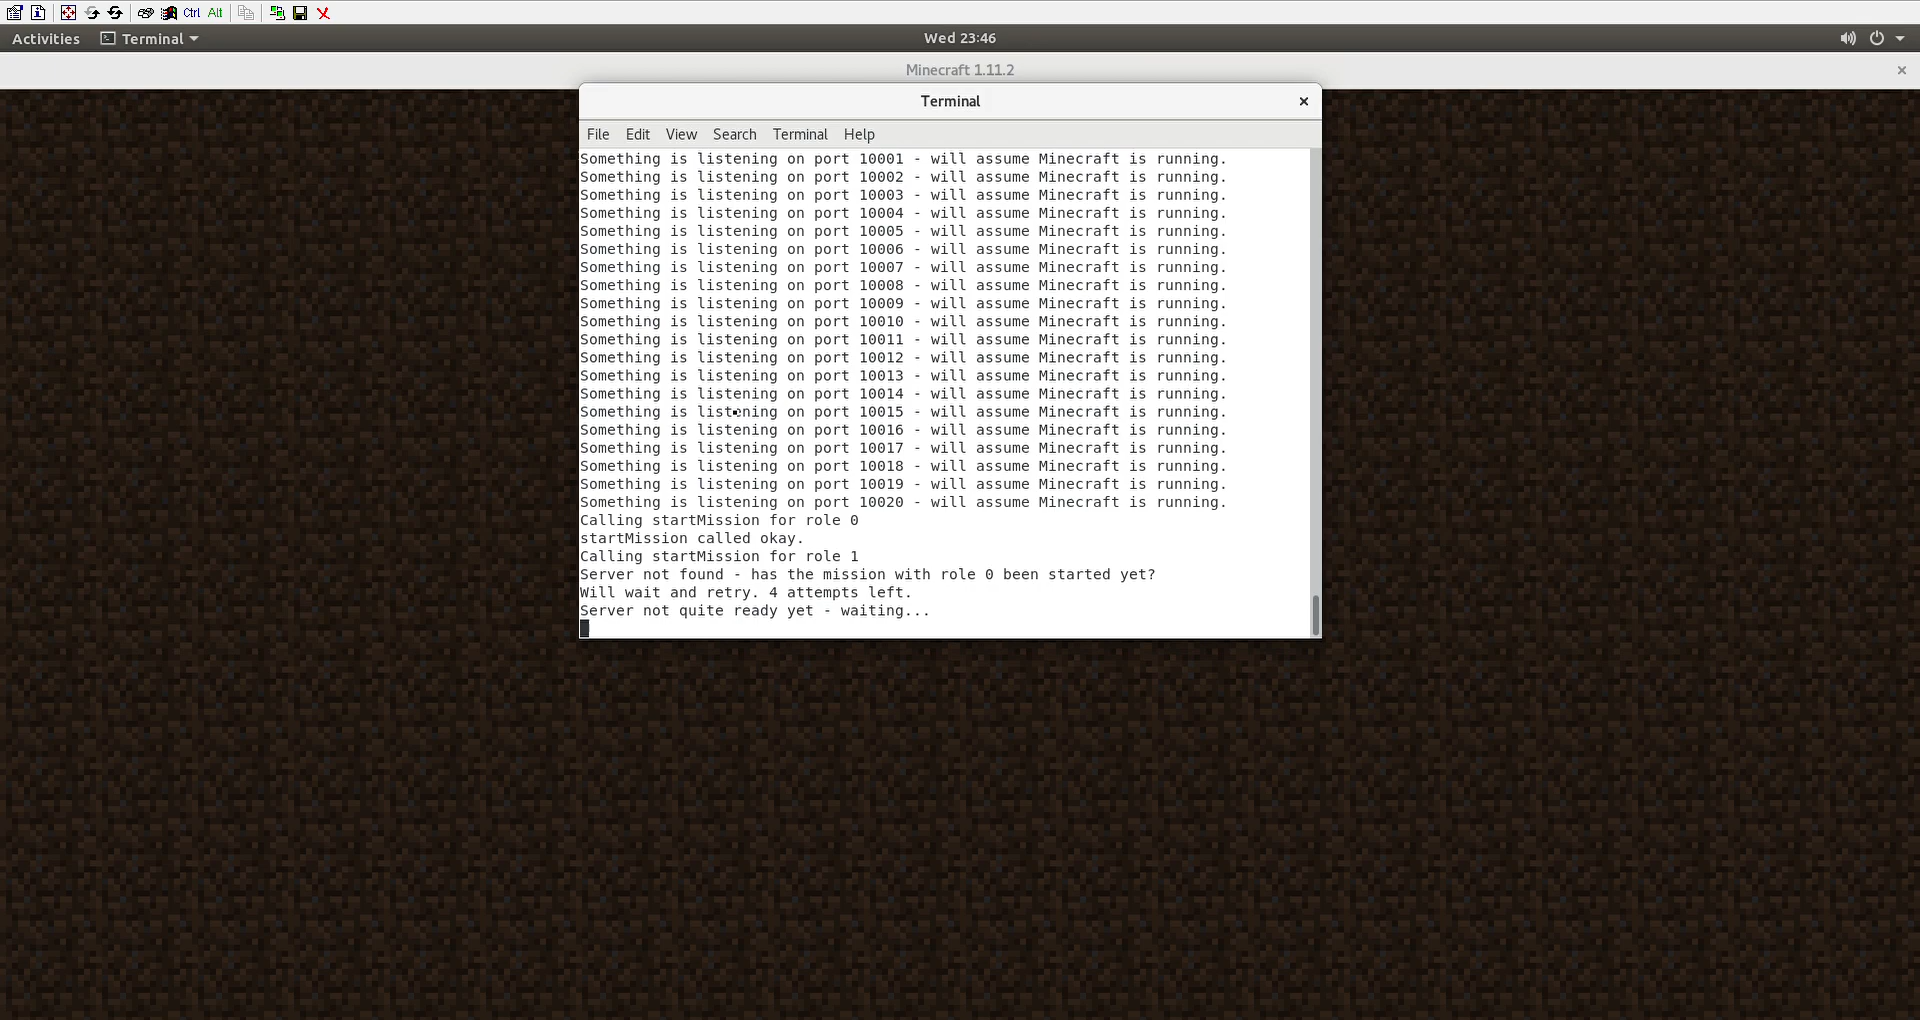 Ctrl Alt
Activities Terminal Wed 23:46
Minecraft 1.11.2
Terminal
File Edit View Search Terminal Help
Something is listening on port 10001 - will assume Minecraft is running.
Something is listening on port 10002 - will assume Minecraft is running.
Something is listening on port 10003 - will assume Minecraft is running.
Something is listening on port 10004 - will assume Minecraft is running.
Something is listening on port 10005 - will assume Minecraft is running.
Something is listening on port 10006 - will assume Minecraft is running.
Something is listening on port 10007 - will assume Minecraft is running.
Something is listening on port 10008 - will assume Minecraft is running.
Something is listening on port 10009 - will assume Minecraft is running.
Something is listening on port 10010 - will assume Minecraft is running.
Something is listening on port 10011 - will assume Minecraft is running.
Something is listening on port 10012 - will assume Minecraft is running.
Something is listening on port 10013 - will assume Minecraft is running.
Something is listening on port 10014 - will assume Minecraft is running.
Something is listening on port 10015 - will assume Minecraft is running.
Something is listening on port 10016 - will assume Minecraft is running.
Something is listening on port 10017 - will assume Minecraft is running.
Something is listening on port 10018 - will assume Minecraft is running.
Something is listening on port 10019 - will assume Minecraft is running.
Something is listening on port 10020 - will assume Minecraft is running.
Calling startMission for role 0
startMission called okay.
Calling startMission for role 1
Server not found - has the mission with role 0 been started yet?
Will wait and retry. 4 attempts left.
Server not quite ready yet - waiting...